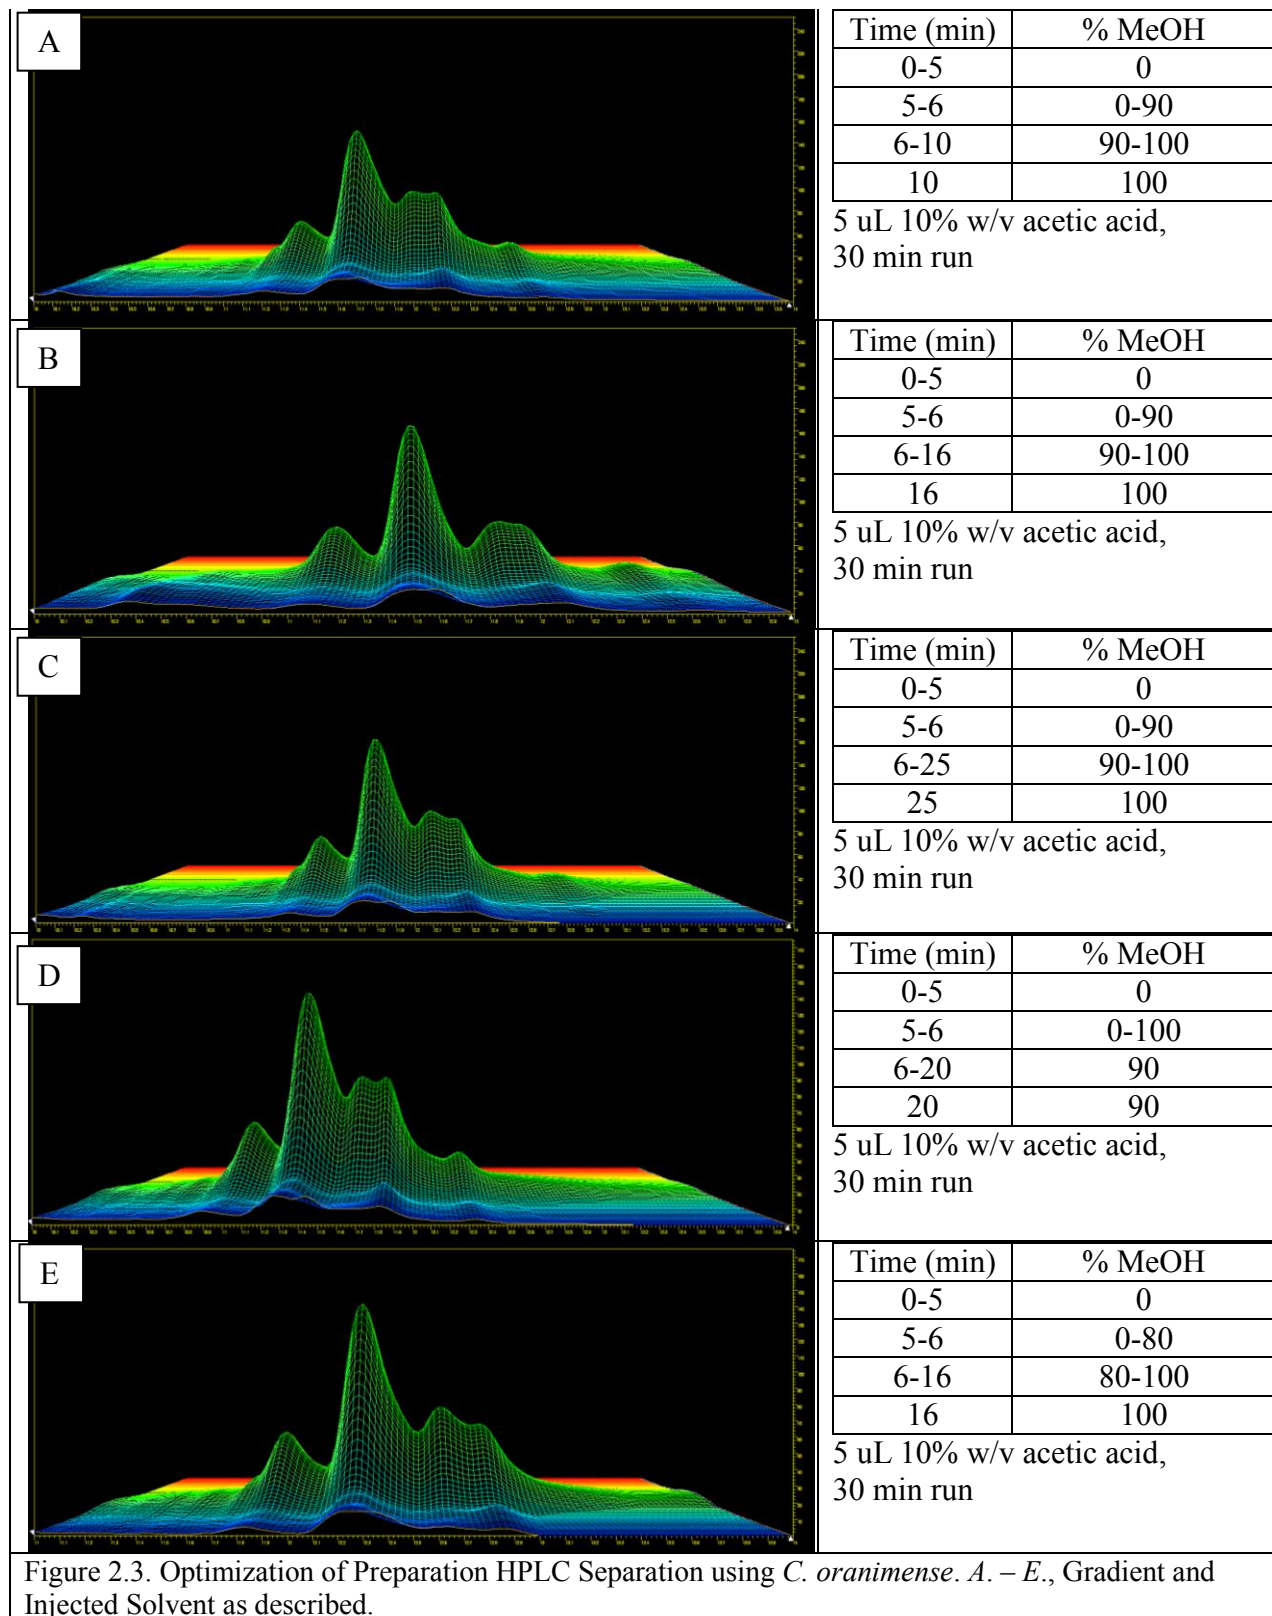 A
Time (min) % MeOH
0-5 0
5-6 0-90
6-10 90-100
10 100
5 uL 10% w/v acetic acid,
30 min run
B
Time (min) % MeOH
0-5 0
5-6 0-90
6-16 90-100
16 100
5 uL 10% w/v acetic acid,
30 min run
C
Time (min) % MeOH
0-5 0
5-6 0-90
6-25 90-100
25 100
5 uL 10% w/v acetic acid,
30 min run
D
Time (min) % MeOH
0-5 0
5-6 0-100
6-20 90
20 90
5 uL 10% w/v acetic acid,
30 min run
E
Time (min) % MeOH
0-5 0
5-6 0-80
6-16 80-100
16 100
5 uL 10% w/v acetic acid,
30 min run
Figure 2.3. Optimization of Preparation HPLC Separation using C. oranimense. A. – E., Gradient and
Injected Solvent as described.